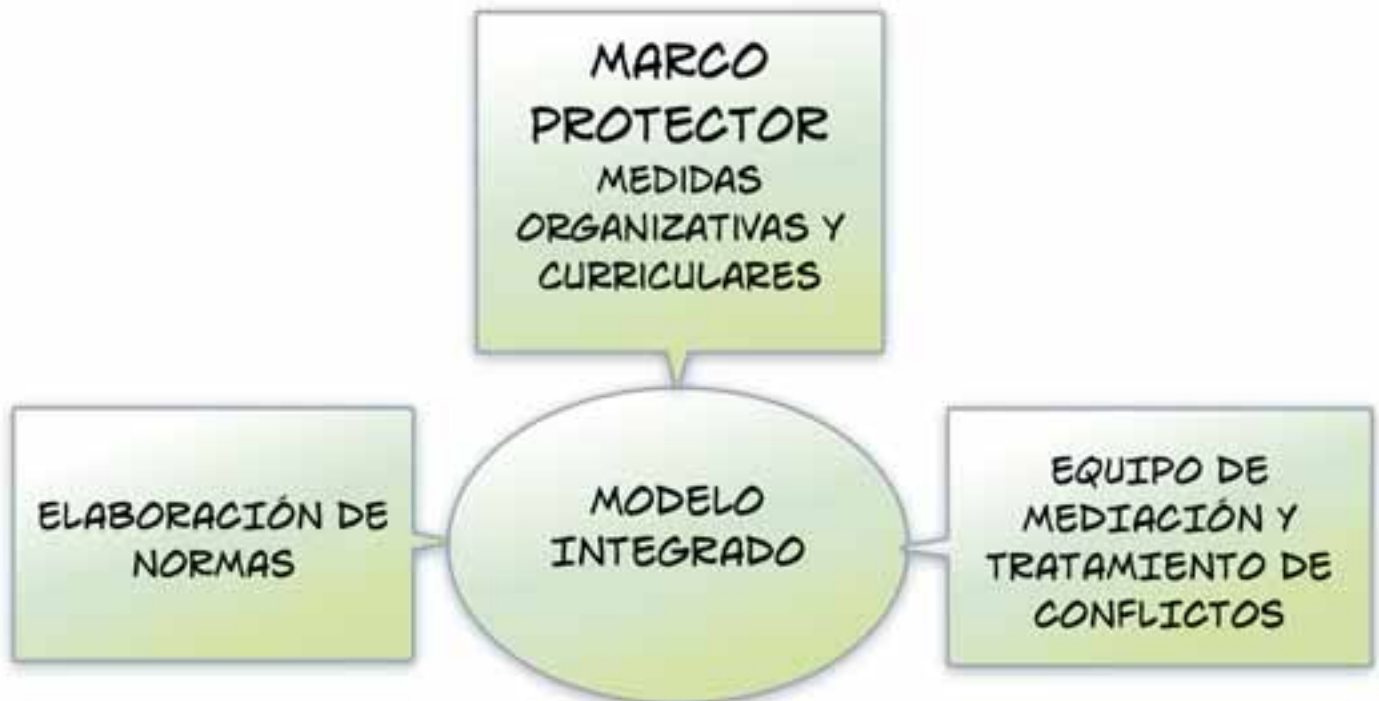 MARCO
PROTECTOR
MEDIDAS
ORGANIZATIVAS Y
CURRICULARES
ELABORACIÓN DE
NORMAS
MODELO
INTEGRADO
EQUIPO DE
MEDIACIÓN Y
TRATAMIENTO DE
CONFLICTOS